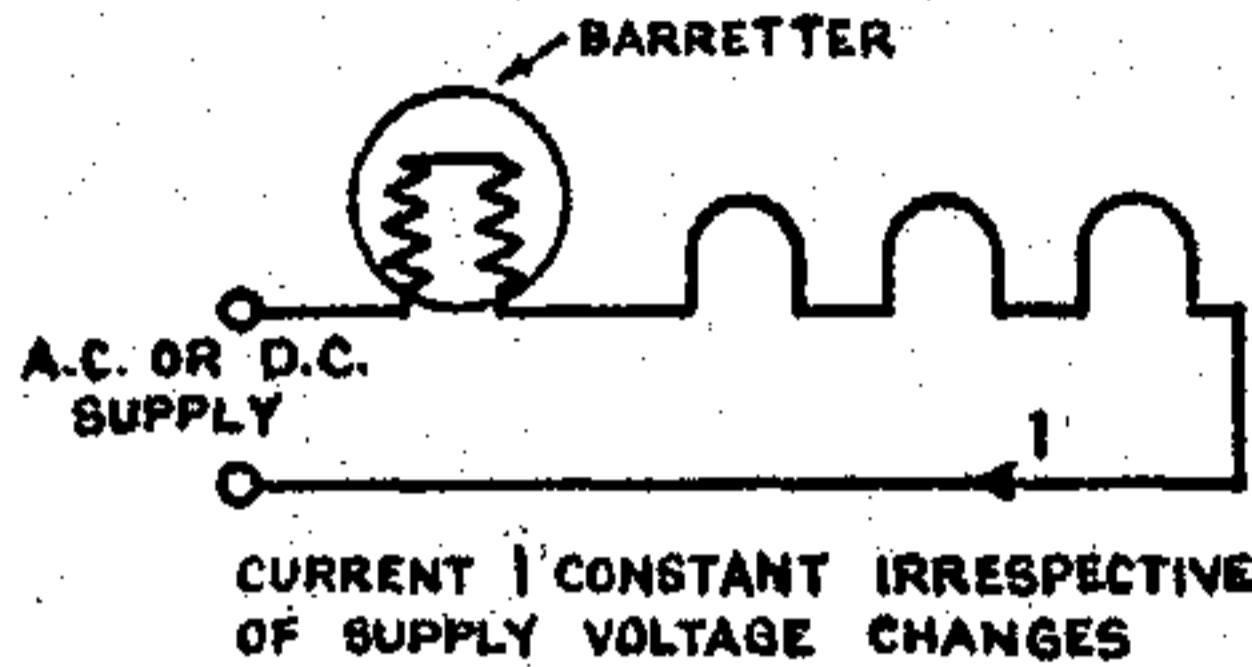 BARRETTER
A.C. OR D.C.
SUPPLY
I
CURRENT I CONSTANT IRRESPECTIVE
OF SUPPLY VOLTAGE CHANGES